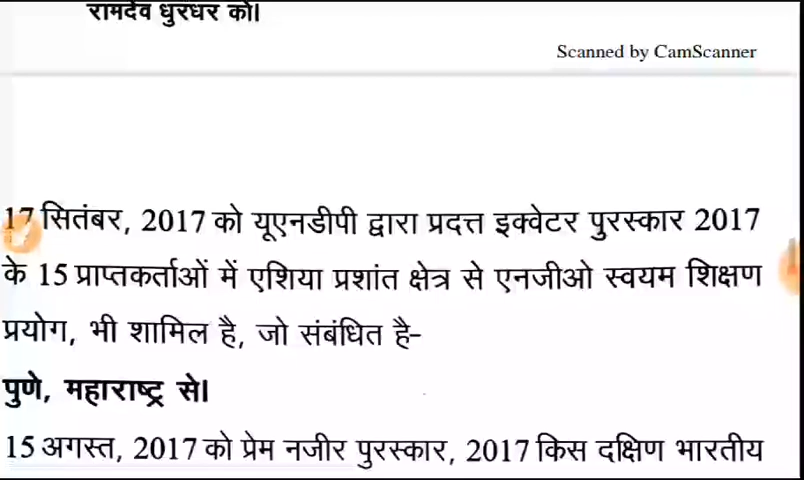 रामदेव धुरंधर को।
Scanned by CamScanner
17 सितंबर, 2017 को यूएनडीपी द्वारा प्रदत्त इक्वेटर पुरस्कार 2017
के 15 प्राप्तकर्ताओं में एशिया प्रशांत क्षेत्र से एनजीओ स्वयम शिक्षण
प्रयोग, भी शामिल है, जो संबंधित है-
पुणे, महाराष्ट्र से।
15 अगस्त, 2017 को प्रेम नजीर पुरस्कार, 2017 किस दक्षिण भारतीय